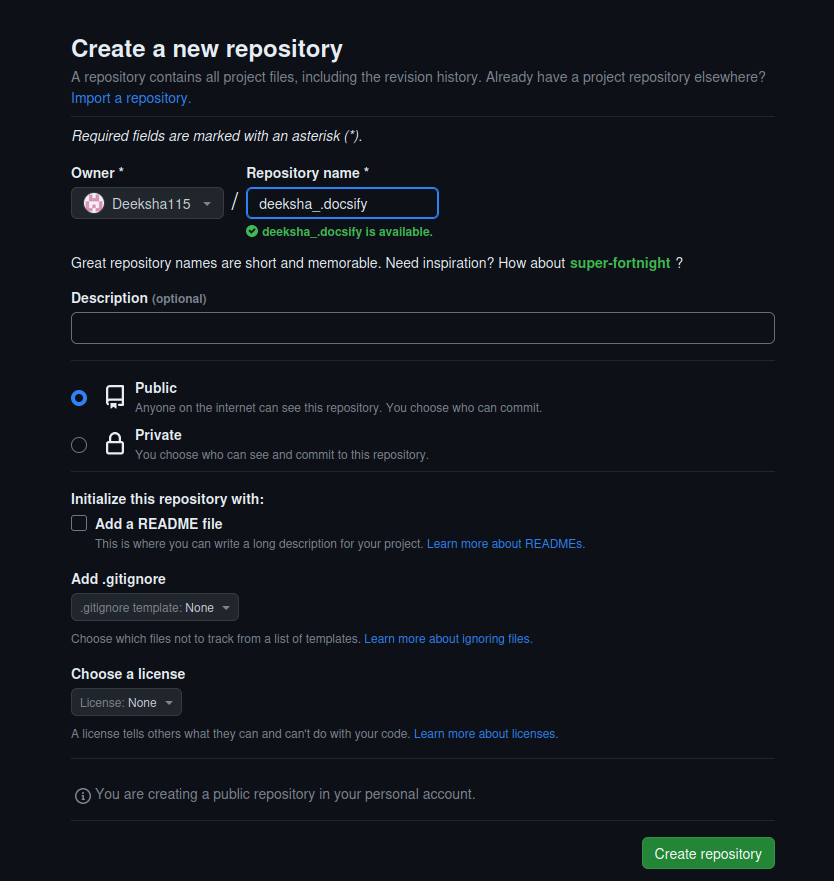 Create a new repository
A repository contains all project files, including the revision history. Already have a project repository elsewhere?
Import a repository.
Required fields are marked with an asterisk (*).
Owner * Repository name *
Deeksha115 / deeksha_.docsify
deeksha_.docsify is available.
Great repository names are short and memorable. Need inspiration? How about super-fortnight ?
Description (optional)
Public
Anyone on the internet can see this repository. You choose who can commit.
Private
You choose who can see and commit to this repository.
Initialize this repository with:
Add a README file
This is where you can write a long description for your project. Learn more about READMEs.
Add .gitignore
.gitignore template: None
Choose which files not to track from a list of templates. Learn more about ignoring files.
Choose a license
License: None
A license tells others what they can and can't do with your code. Learn more about licenses.
You are creating a public repository in your personal account.
Create repository